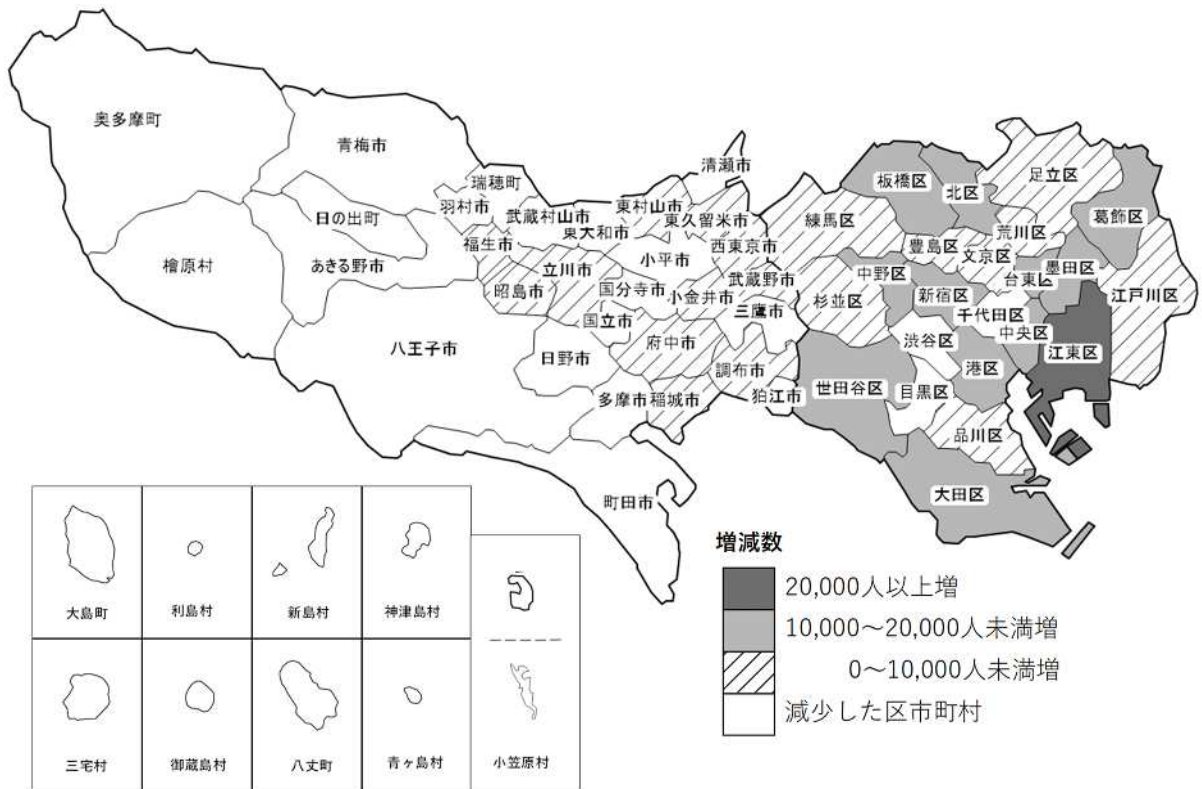 奥多摩町
青梅市
瑞穂町
羽村市
日の出町
檜原村
あきる野市
福生市
武蔵村山市
東大和市
東村山市
清瀬市
東久留米市
西東京市
小平市
立川市
昭島市
国分寺市
小金井市
武蔵野市
三鷹市
国立市
府中市
調布市
八王子市
日野市
多摩市
稲城市
狛江市
町田市
練馬区
板橋区
北区
足立区
葛飾区
豊島区
文京区
荒川区
台東区
墨田区
江戸川区
杉並区
中野区
新宿区
千代田区
中央区
江東区
渋谷区
港区
世田谷区
目黒区
品川区
大田区
大島町
利島村
新島村
神津島村
三宅村
御蔵島村
八丈町
青ヶ島村
小笠原村
増減数
20,000人以上増
10,000～20,000人未満増
0～10,000人未満増
減少した区市町村